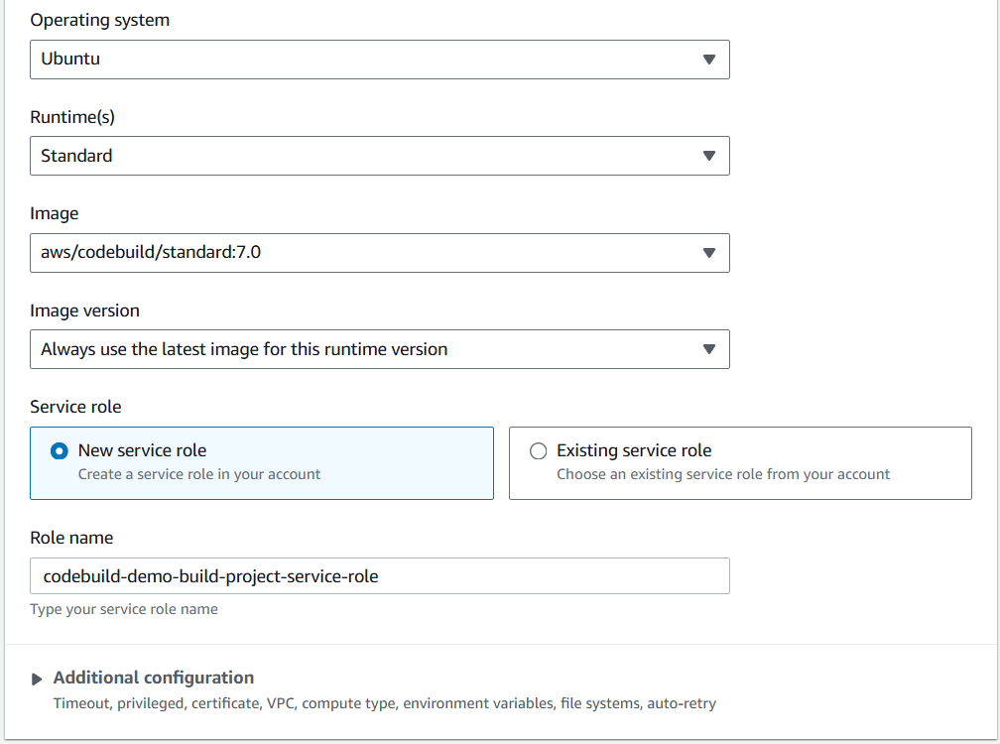 Operating system
Ubuntu
Runtime(s)
Standard
Image
aws/codebuild/standard:7.0
Image version
Always use the latest image for this runtime version
Service role
New service role
Create a service role in your account
Existing service role
Choose an existing service role from your account
Role name
codebuild-demo-build-project-service-role
Type your service role name
Additional configuration
Timeout, privileged, certificate, VPC, compute type, environment variables, file systems, auto-retry